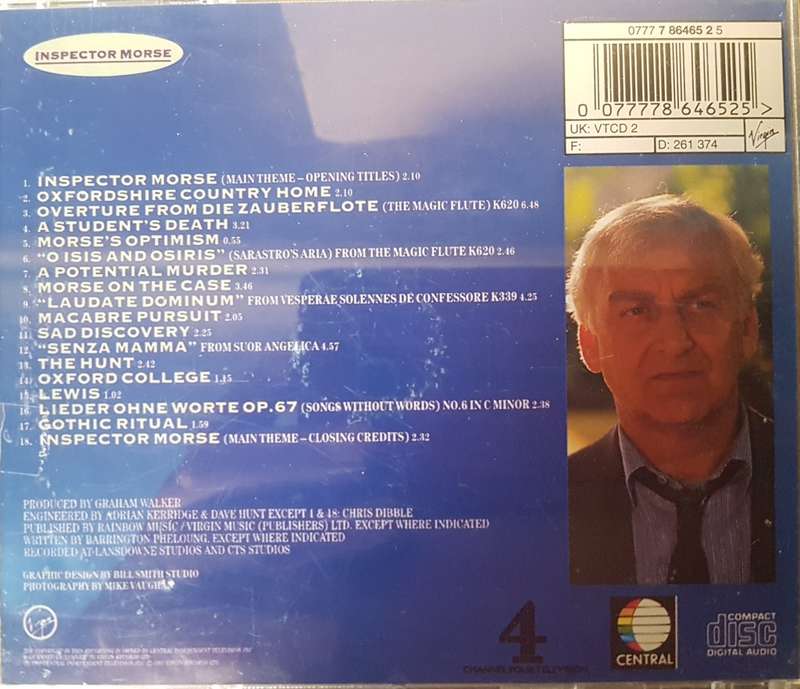 INSPECTOR MORSE
0777 7 86465 2 5
0 077778 646525 >
UK: VTCD 2
F:
D: 261 374
Virgin
1. INSPECTOR MORSE (MAIN THEME – OPENING TITLES) 2.10
2. OXFORDSHIRE COUNTRY HOME 2.10
3. OVERTURE FROM DIE ZAUBERFLOTE (THE MAGIC FLUTE) K620 6.48
4. A STUDENT'S DEATH 3.21
5. MORSE'S OPTIMISM 0.55
6. "O ISIS AND OSIRIS" (SARASTRO'S ARIA) FROM THE MAGIC FLUTE K620 2.46
7. A POTENTIAL MURDER 2.31
8. MORSE ON THE CASE 3.46
9. "LAUDATE DOMINUM" FROM VESPERAE SOLENNES DE CONFESSORE K339 4.25
10. MACABRE PURSUIT 2.05
11. SAD DISCOVERY 2.25
12. "SENZA MAMMA" FROM SUOR ANGELICA 4.57
13. THE HUNT 2.42
14. OXFORD COLLEGE 1.15
15. LEWIS 1.02
16. LIEDER OHNE WORTE OP.67 (SONGS WITHOUT WORDS) NO.6 IN C MINOR 2.38
17. GOTHIC RITUAL 1.59
18. INSPECTOR MORSE (MAIN THEME – CLOSING CREDITS) 2.32
PRODUCED BY GRAHAM WALKER
ENGINEERED BY ADRIAN KERRIDGE & DAVE HUNT EXCEPT 1 & 18: CHRIS DIBBLE
PUBLISHED BY RAINBOW MUSIC / VIRGIN MUSIC (PUBLISHERS) LTD. EXCEPT WHERE INDICATED
WRITTEN BY BARRINGTON PHELOUNG, EXCEPT WHERE INDICATED
RECORDED AT LANSDOWNE STUDIOS AND CTS STUDIOS
GRAPHIC DESIGN BY BILL SMITH STUDIO
PHOTOGRAPHY BY MIKE VAUGHAN
Virgin
4
CHANNEL FOUR TELEVISION
CENTRAL
COMPACT
disc
DIGITAL AUDIO